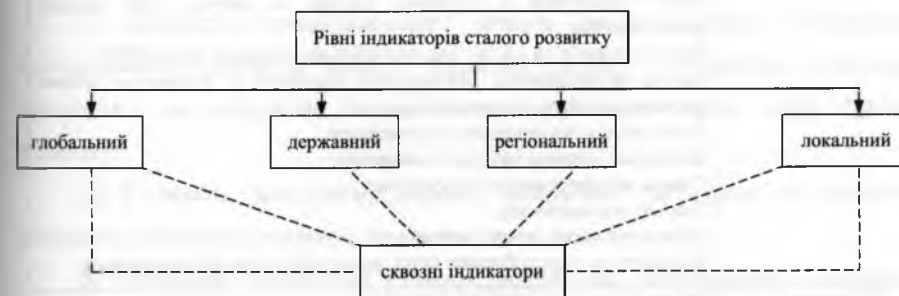 Рівні індикаторів сталого розвитку
глобальний
державний
регіональний
локальний
сквозні індикатори